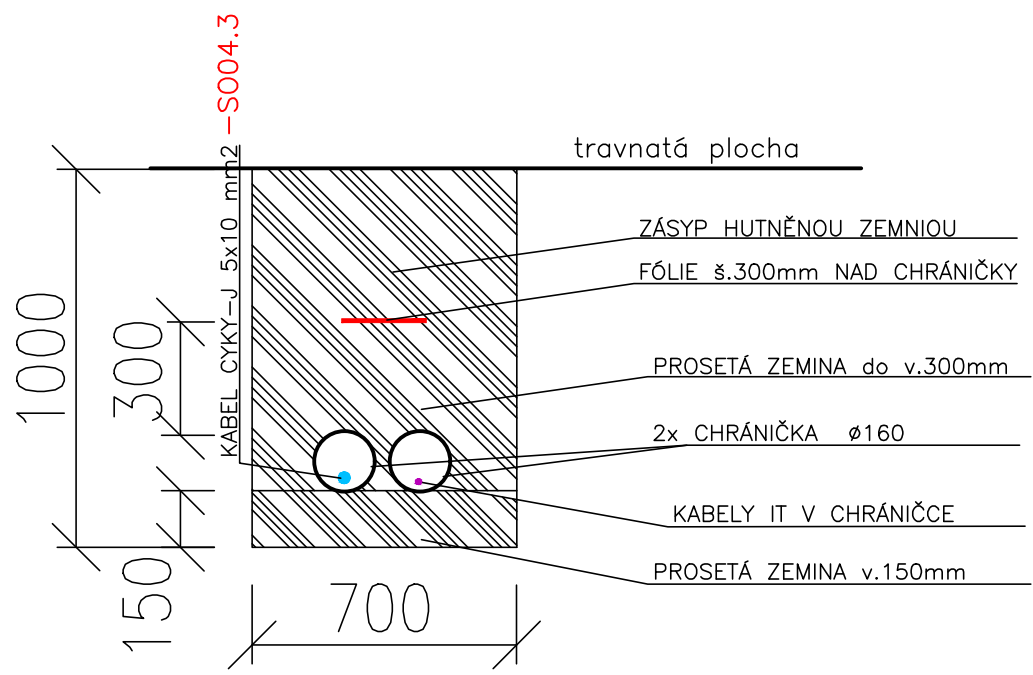 KABEL CYKY-J 5x10 mm2 -SO04.3
travnatá plocha
ZÁSYP HUTNĚNOU ZEMNIOU
FÓLIE š.300mm NAD CHRÁNIČKY
PROSETÁ ZEMINA do v.300mm
2x CHRÁNIČKA ø160
KABELY IT V CHRÁNIČCE
PROSETÁ ZEMINA v.150mm
1000
300
150
700